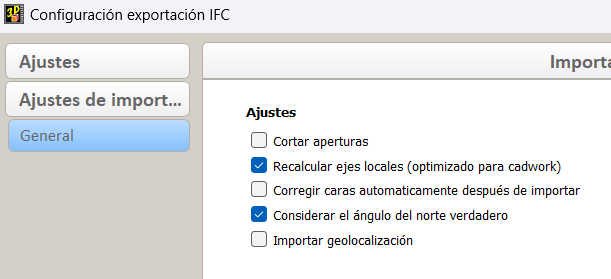 Configuración exportación IFC
Ajustes
Ajustes de import...
General
Importa
Ajustes
Cortar aperturas
Recalcular ejes locales (optimizado para cadwork)
Corregir caras automaticamente después de importar
Considerar el ángulo del norte verdadero
Importar geolocalización